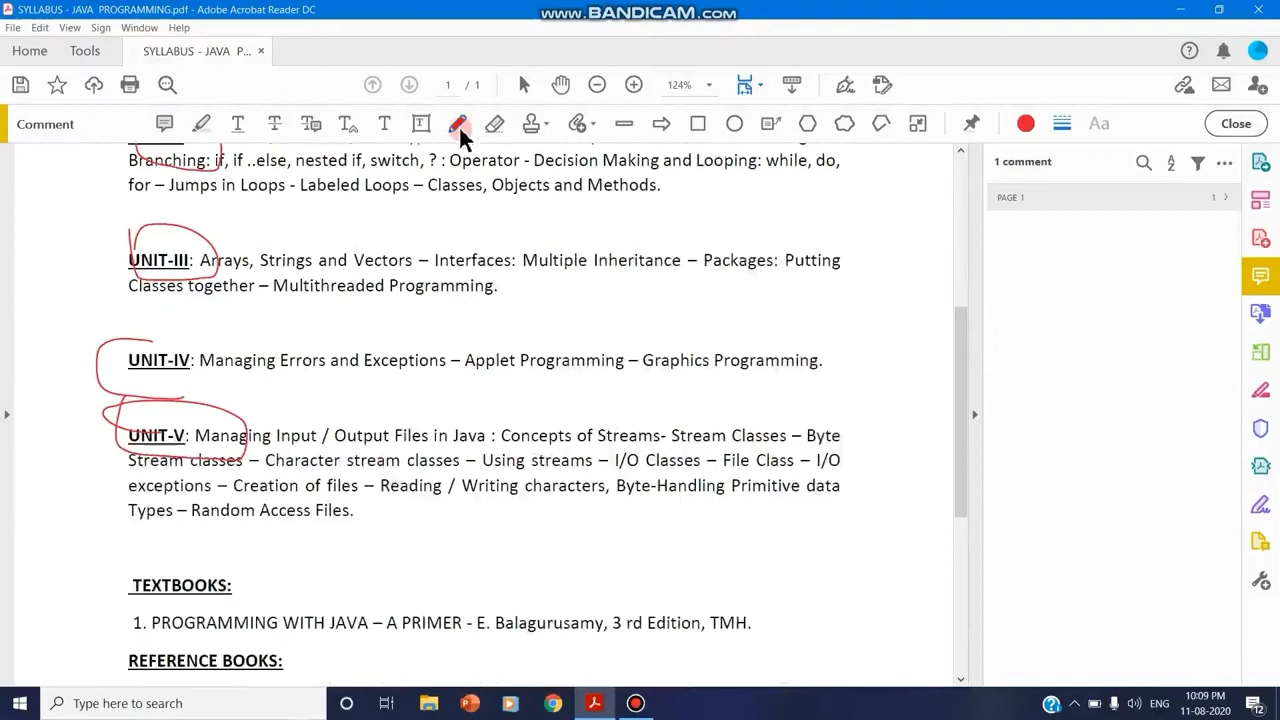 SYLLABUS - JAVA PROGRAMMING.pdf - Adobe Acrobat Reader DC
www.BANDICAM.com
File Edit View Sign Window Help
Home Tools SYLLABUS - JAVA P... ×
1 / 1 124%
Comment
T T T T T T
Aa
Close
Branching: if, if ..else, nested if, switch, ? : Operator - Decision Making and Looping: while, do,
for – Jumps in Loops - Labeled Loops – Classes, Objects and Methods.
1 comment
PAGE 1 1
UNIT-III: Arrays, Strings and Vectors – Interfaces: Multiple Inheritance – Packages: Putting
Classes together – Multithreaded Programming.
UNIT-IV: Managing Errors and Exceptions – Applet Programming – Graphics Programming.
UNIT-V: Managing Input / Output Files in Java : Concepts of Streams- Stream Classes – Byte
Stream classes – Character stream classes – Using streams – I/O Classes – File Class – I/O
exceptions – Creation of files – Reading / Writing characters, Byte-Handling Primitive data
Types – Random Access Files.
TEXTBOOKS:
1. PROGRAMMING WITH JAVA – A PRIMER - E. Balagurusamy, 3 rd Edition, TMH.
REFERENCE BOOKS:
Type here to search
ENG
10:09 PM
11-08-2020
12